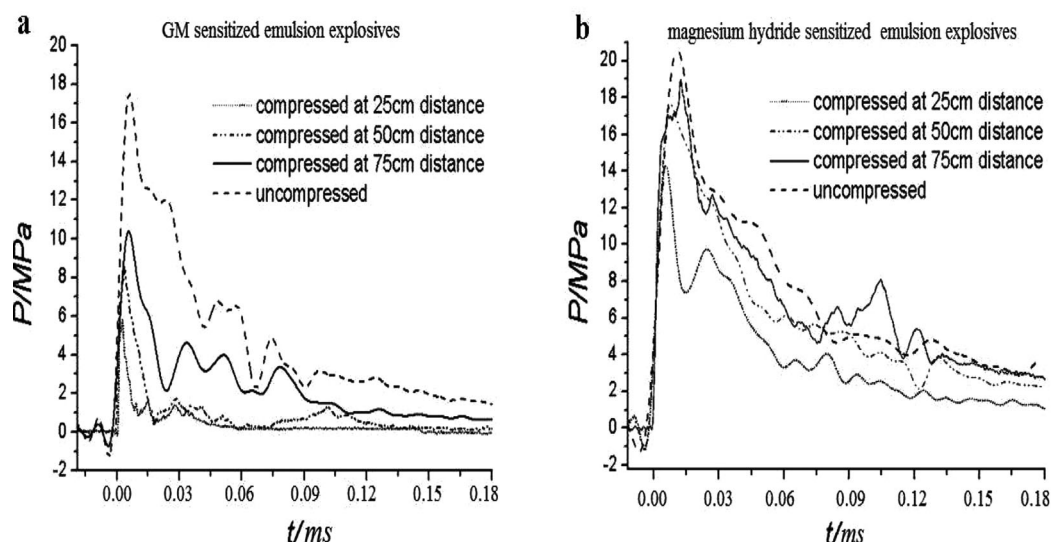 a
GM sensitized emulsion explosives
20
18
16
14
12
10
8
6
4
2
0
-2
P/MPa
compressed at 25cm distance
compressed at 50cm distance
compressed at 75cm distance
uncompressed
0.00 0.03 0.06 0.09 0.12 0.15 0.18
t/ms
b
magnesium hydride sensitized emulsion explosives
20
18
16
14
12
10
8
6
4
2
0
-2
P/MPa
compressed at 25cm distance
compressed at 50cm distance
compressed at 75cm distance
uncompressed
0.00 0.03 0.06 0.09 0.12 0.15 0.18
t/ms